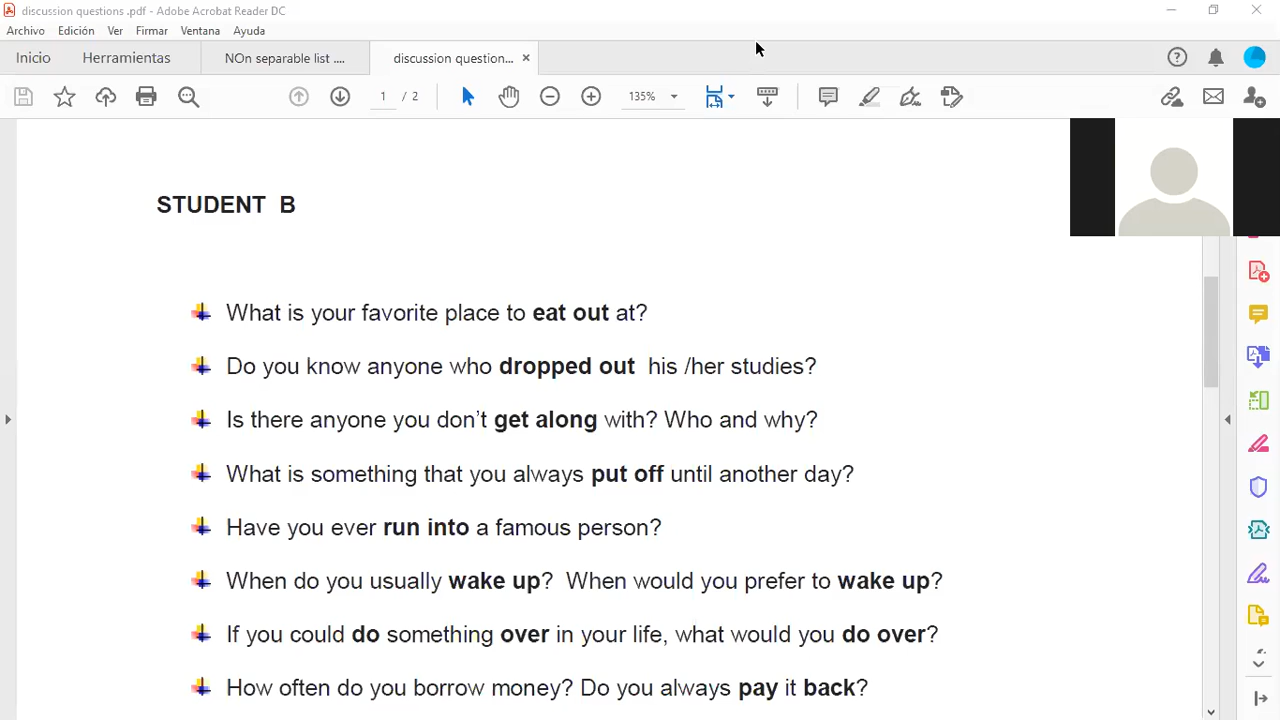 discussion questions .pdf - Adobe Acrobat Reader DC
Archivo Edición Ver Firmar Ventana Ayuda
Inicio Herramientas NOn separable list .... discussion question... ×
1 / 2 135%
STUDENT B
What is your favorite place to eat out at?
Do you know anyone who dropped out his /her studies?
Is there anyone you don’t get along with? Who and why?
What is something that you always put off until another day?
Have you ever run into a famous person?
When do you usually wake up? When would you prefer to wake up?
If you could do something over in your life, what would you do over?
How often do you borrow money? Do you always pay it back?